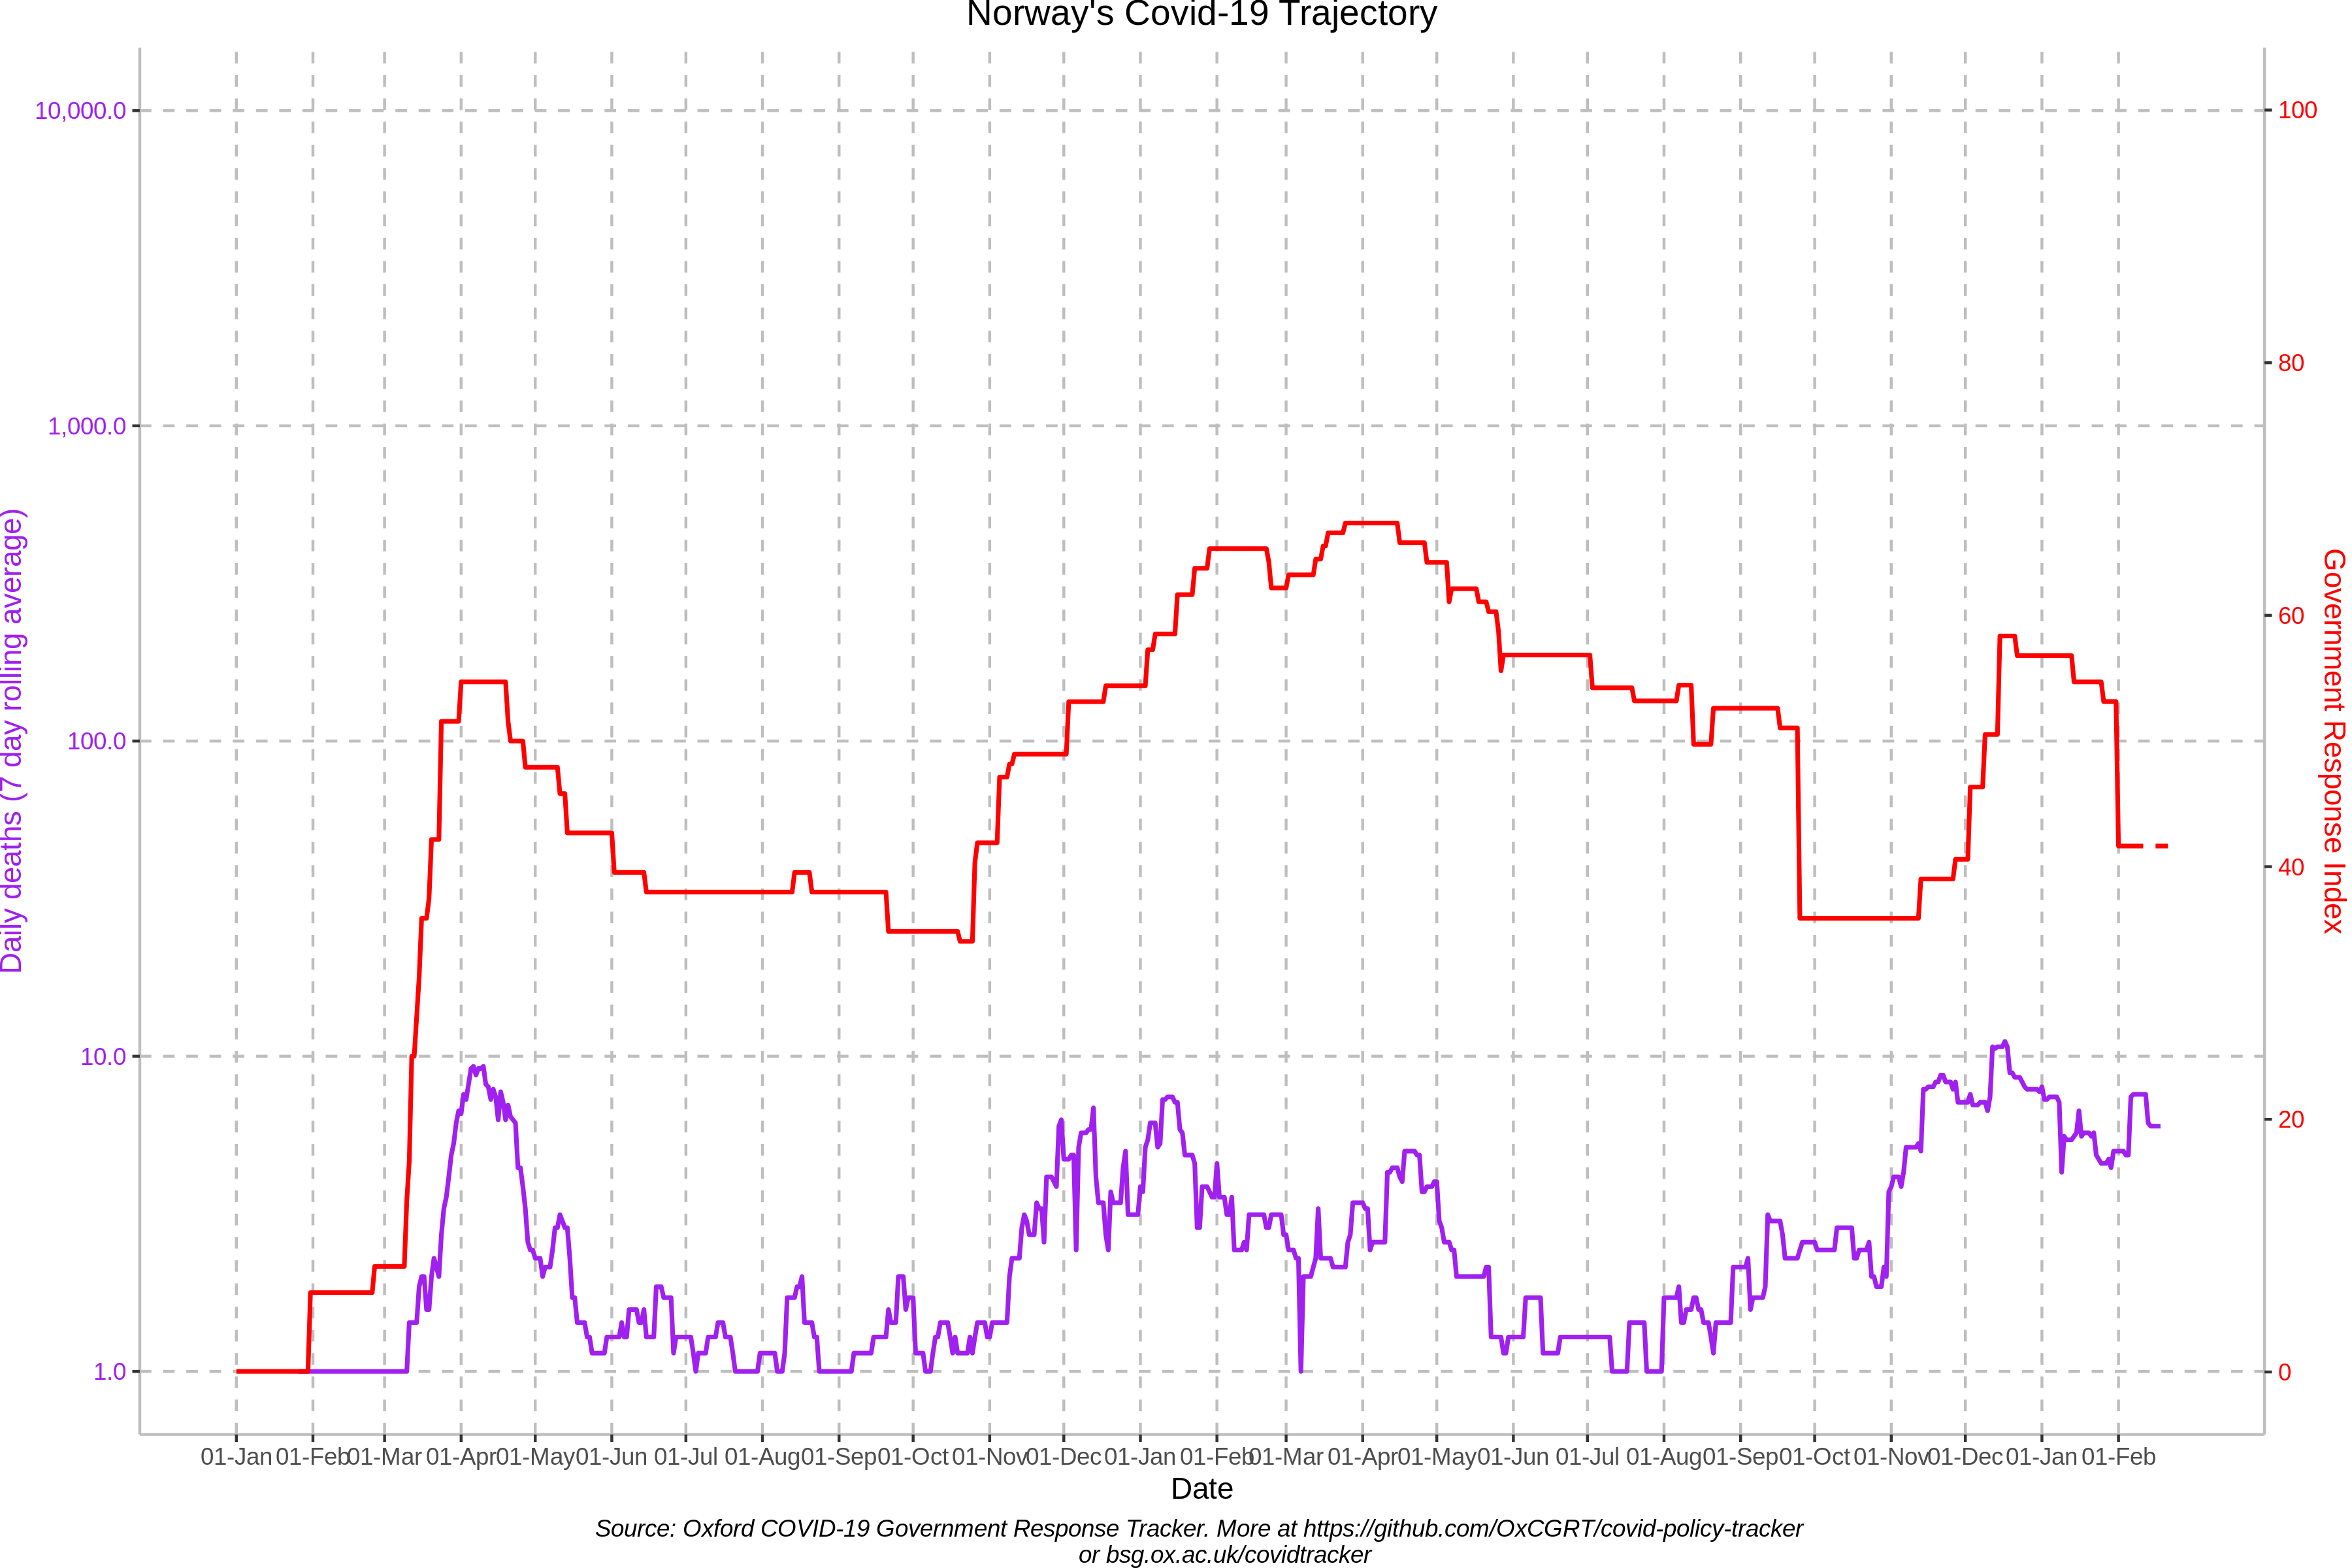 Norway's Covid-19 Trajectory
10,000.0
1,000.0
100.0
10.0
1.0
Daily deaths (7 day rolling average)
100
80
60
40
20
0
Government Response Index
01-Jan 01-Feb 01-Mar 01-Apr 01-May 01-Jun 01-Jul 01-Aug 01-Sep 01-Oct 01-Nov 01-Dec 01-Jan 01-Feb 01-Mar 01-Apr 01-May 01-Jun 01-Jul 01-Aug 01-Sep 01-Oct 01-Nov 01-Dec 01-Jan 01-Feb
Date
Source: Oxford COVID-19 Government Response Tracker. More at https://github.com/OxCGRT/covid-policy-tracker
or bsg.ox.ac.uk/covidtracker